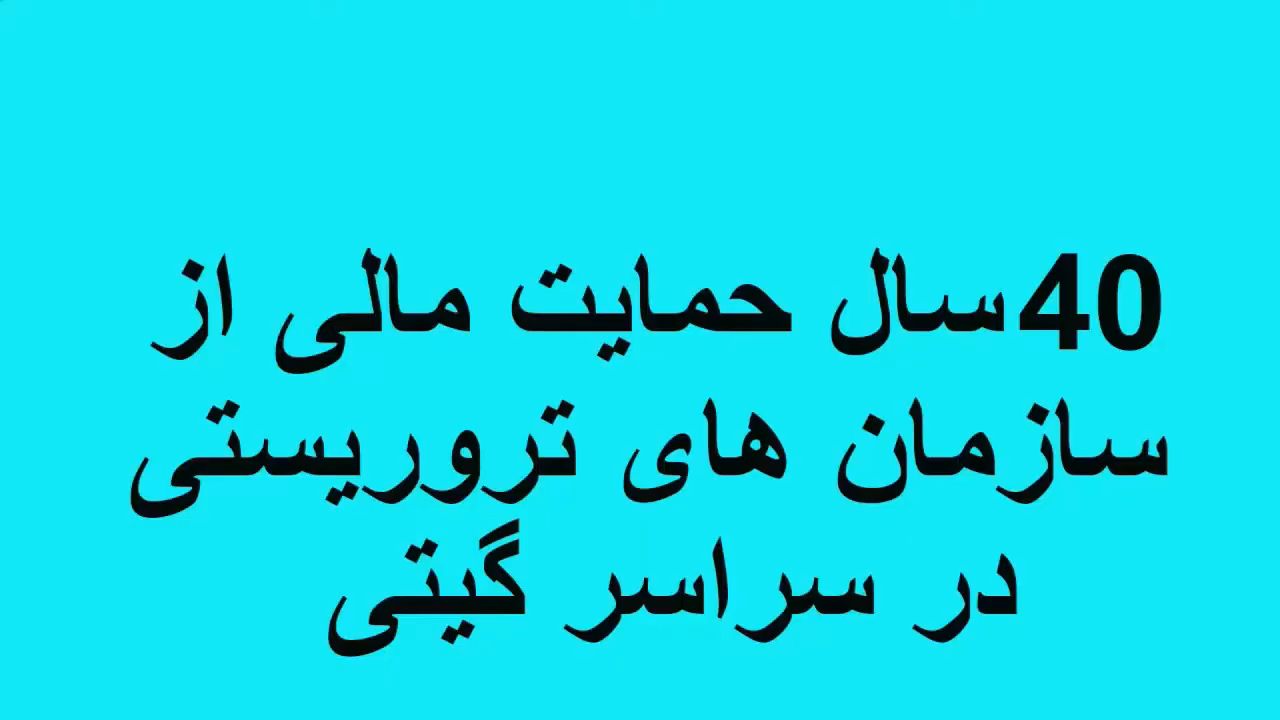 40سال حمایت مالی از
سازمان های تروریستی
در سراسر گیتی